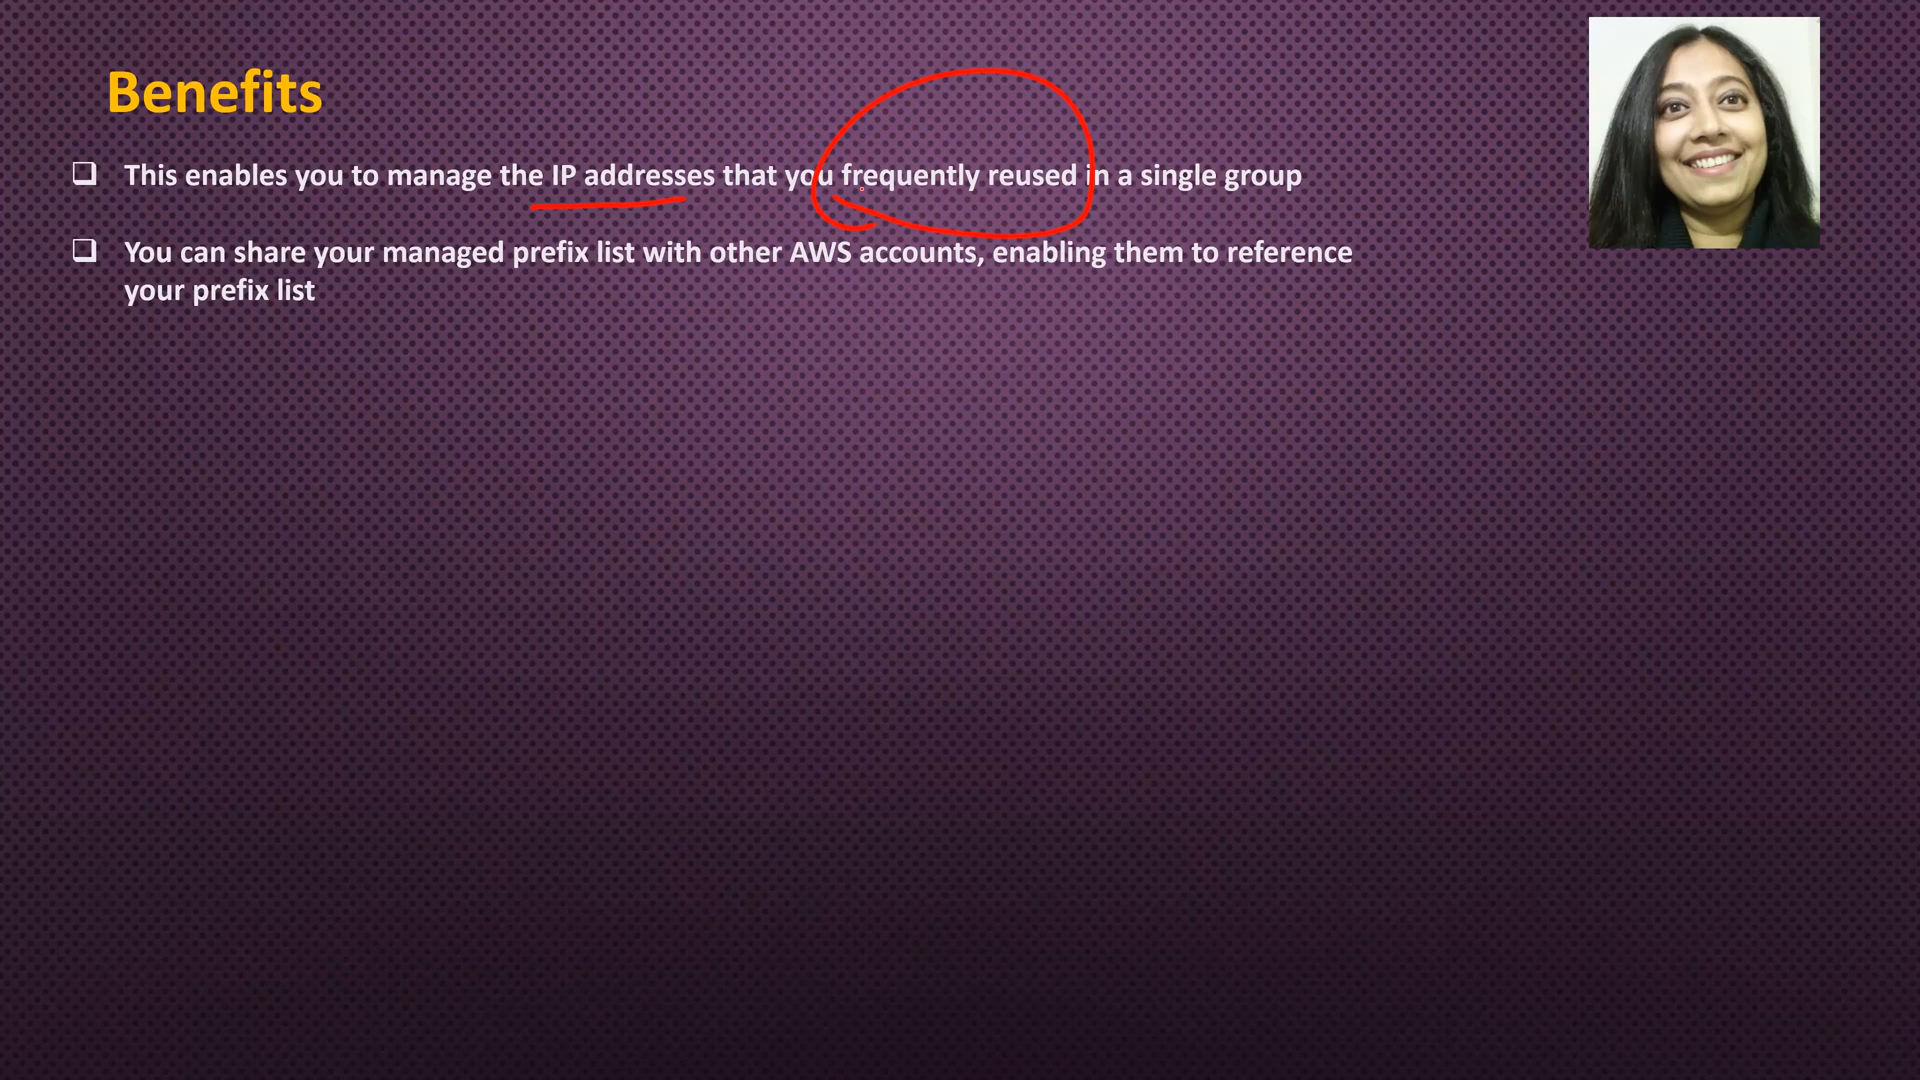 Benefits
This enables you to manage the IP addresses that you frequently reused in a single group
You can share your managed prefix list with other AWS accounts, enabling them to reference
your prefix list